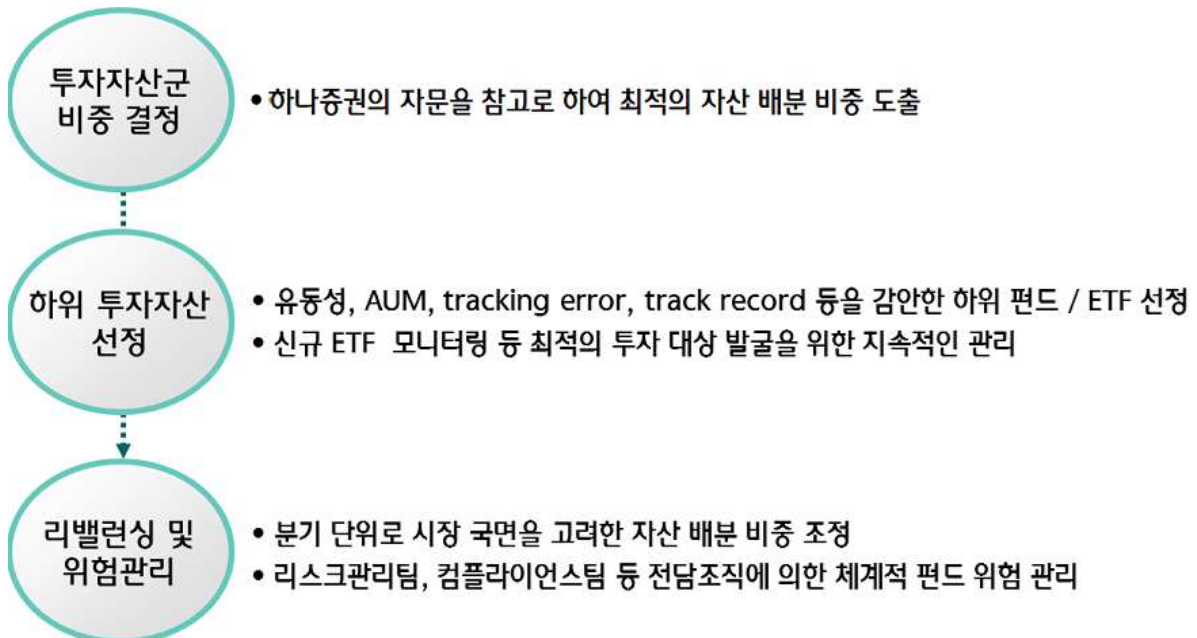 투자자산군
비중 결정
• 하나증권의 자문을 참고로 하여 최적의 자산 배분 비중 도출
하위 투자자산
선정
• 유동성, AUM, tracking error, track record 등을 감안한 하위 펀드 / ETF 선정
• 신규 ETF 모니터링 등 최적의 투자 대상 발굴을 위한 지속적인 관리
리밸런싱 및
위험관리
• 분기 단위로 시장 국면을 고려한 자산 배분 비중 조정
• 리스크관리팀, 컴플라이언스팀 등 전담조직에 의한 체계적 펀드 위험 관리